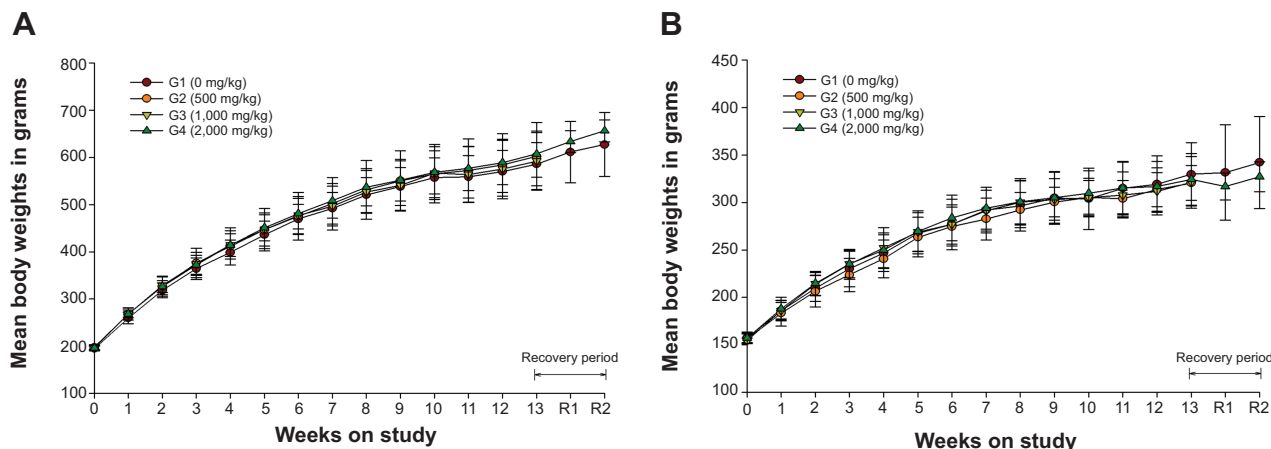 A
Mean body weights in grams
800
700
600
500
400
300
200
100
G1 (0 mg/kg)
G2 (500 mg/kg)
G3 (1,000 mg/kg)
G4 (2,000 mg/kg)
Recovery period
0 1 2 3 4 5 6 7 8 9 10 11 12 13 R1 R2
Weeks on study
B
Mean body weights in grams
450
400
350
300
250
200
150
100
G1 (0 mg/kg)
G2 (500 mg/kg)
G3 (1,000 mg/kg)
G4 (2,000 mg/kg)
Recovery period
0 1 2 3 4 5 6 7 8 9 10 11 12 13 R1 R2
Weeks on study